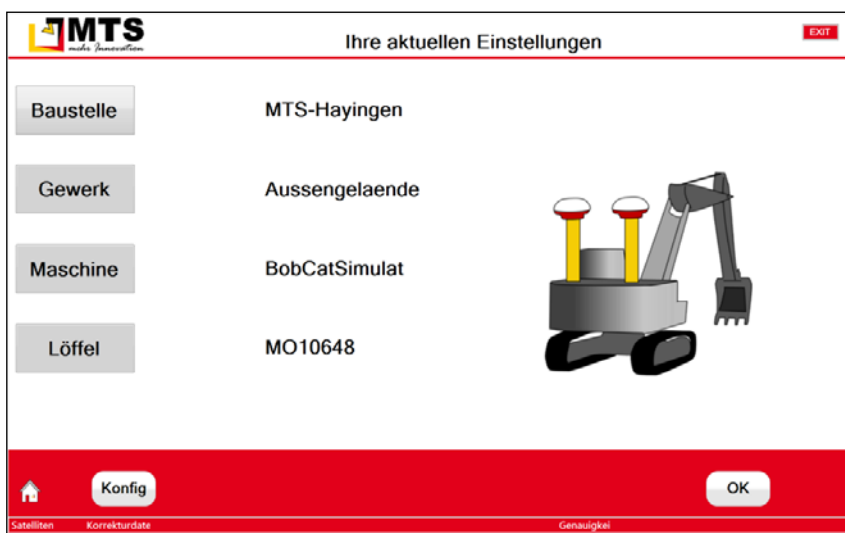 MTS
mehr Innovation
Ihre aktuellen Einstellungen
EXIT
Baustelle
MTS-Hayingen
Gewerk
Aussengelaende
Maschine
BobCatSimulat
Löffel
MO10648
Konfig
OK
Satelliten
Korrekturdate
Genauigkei